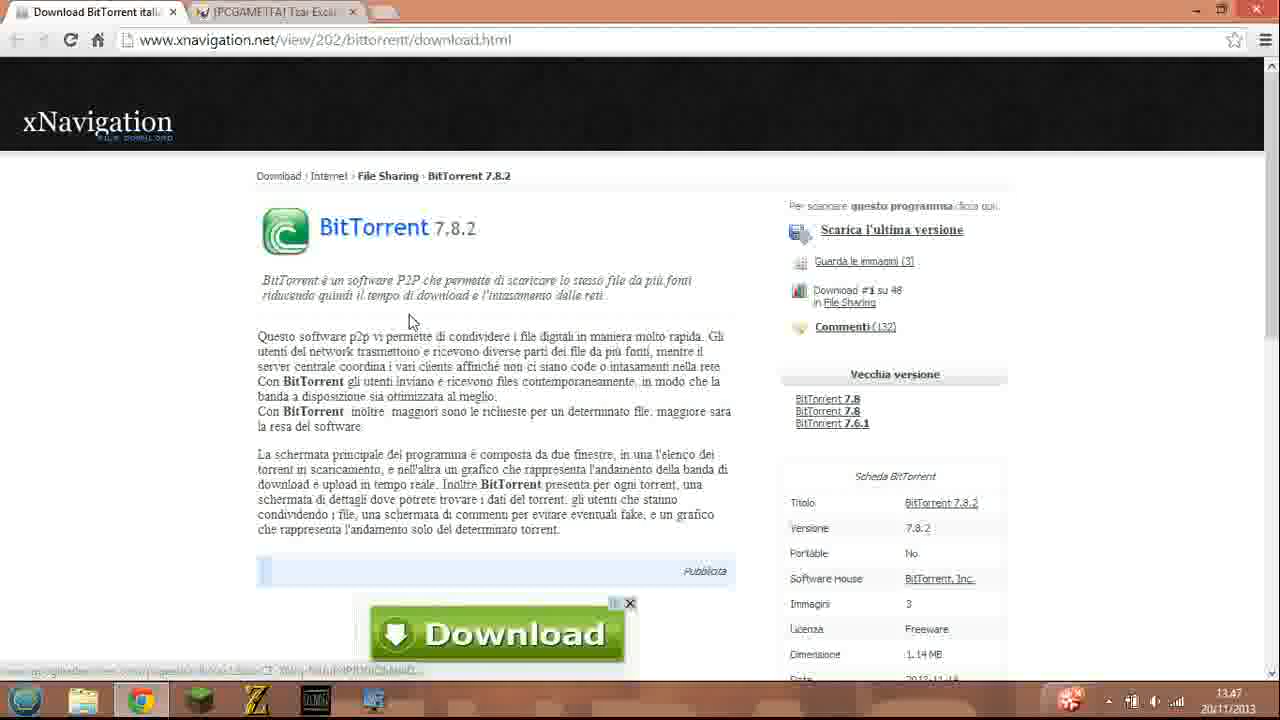 Download BitTorrent itali
[PCGAMEITA] Tzar Excali
www.xnavigation.net/view/202/bittorrent/download.html
xNavigation
FILE DOWNLOAD
Download › Internet › File Sharing › BitTorrent 7.8.2
BitTorrent 7.8.2
BitTorrent è un software P2P che permette di scaricare lo stesso file da più fonti
riducendo quindi il tempo di download e l'intasamento delle reti.
Questo software p2p vi permette di condividere i file digitali in maniera molto rapida. Gli
utenti del network trasmettono e ricevono diverse parti dei file da più fonti, mentre il
server centrale coordina i vari clients affinché non ci siano code o intasamenti nella rete
Con BitTorrent gli utenti inviano e ricevono files contemporaneamente, in modo che la
banda a disposizione sia ottimizzata al meglio.
Con BitTorrent inoltre, maggiori sono le richieste per un determinato file, maggiore sarà
la resa del software.
La schermata principale del programma è composta da due finestre, in una l'elenco dei
torrent in scaricamento, e nell'altra un grafico che rappresenta l'andamento della banda di
download e upload in tempo reale. Inoltre BitTorrent presenta per ogni torrent, una
schermata di dettagli dove potrete trovare i dati del torrent, gli utenti che stanno
condividendo i file, una schermata di commenti per evitare eventuali fake, e un grafico
che rappresenta l'andamento solo del determinato torrent.
Pubblicità
Download
Per scaricare questo programma clicca qui.
Scarica l'ultima versione
Guarda le immagini (3)
Download #1 su 48
in File Sharing
Commenti (132)
Vecchia versione
BitTorrent 7.8
BitTorrent 7.8
BitTorrent 7.6.1
Scheda BitTorrent
Titolo BitTorrent 7.8.2
Versione 7.8.2
Portable No
Software House BitTorrent, Inc.
Immagini 3
Licenza Freeware
Dimensione 1.14 MB
13.47
20/11/2013